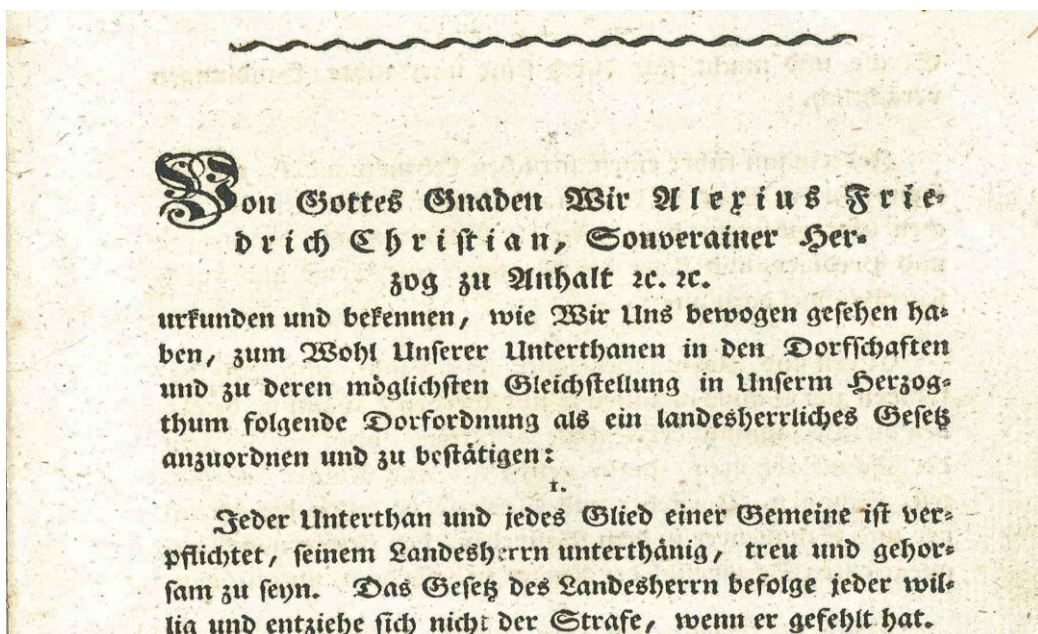 Von Gottes Gnaden Wir Alexius Frie-
drich Christian, Souverainer Her-
zog zu Anhalt ꝛc. ꝛc.
urkunden und bekennen, wie Wir Uns bewogen gesehen ha-
ben, zum Wohl Unserer Unterthanen in den Dorfschaften
und zu deren möglichsten Gleichstellung in Unserm Herzog-
thum folgende Dorfordnung als ein landesherrliches Gesetz
anzuordnen und zu bestätigen:
1.
Jeder Unterthan und jedes Glied einer Gemeine ist ver-
pflichtet, seinem Landesherrn unterthänig, treu und gehor-
sam zu seyn. Das Gesetz des Landesherrn befolge jeder wil-
lig und entziehe sich nicht der Strafe, wenn er gefehlt hat.